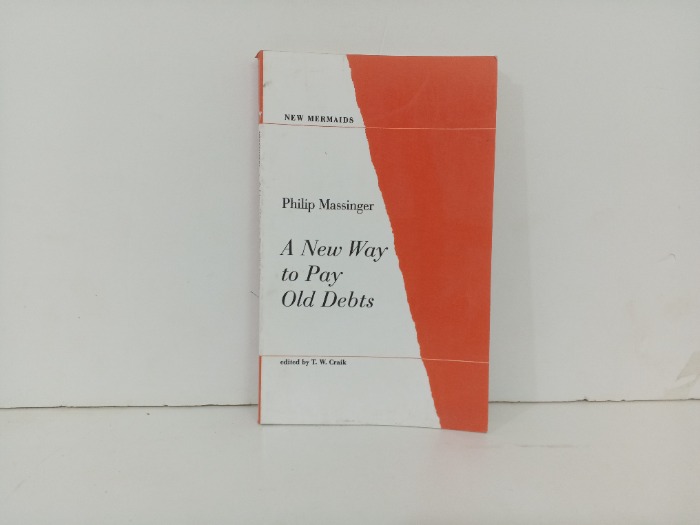 NEW MERMAIDS
Philip Massinger
A New Way
to Pay
Old Debts
edited by T. W. Craik